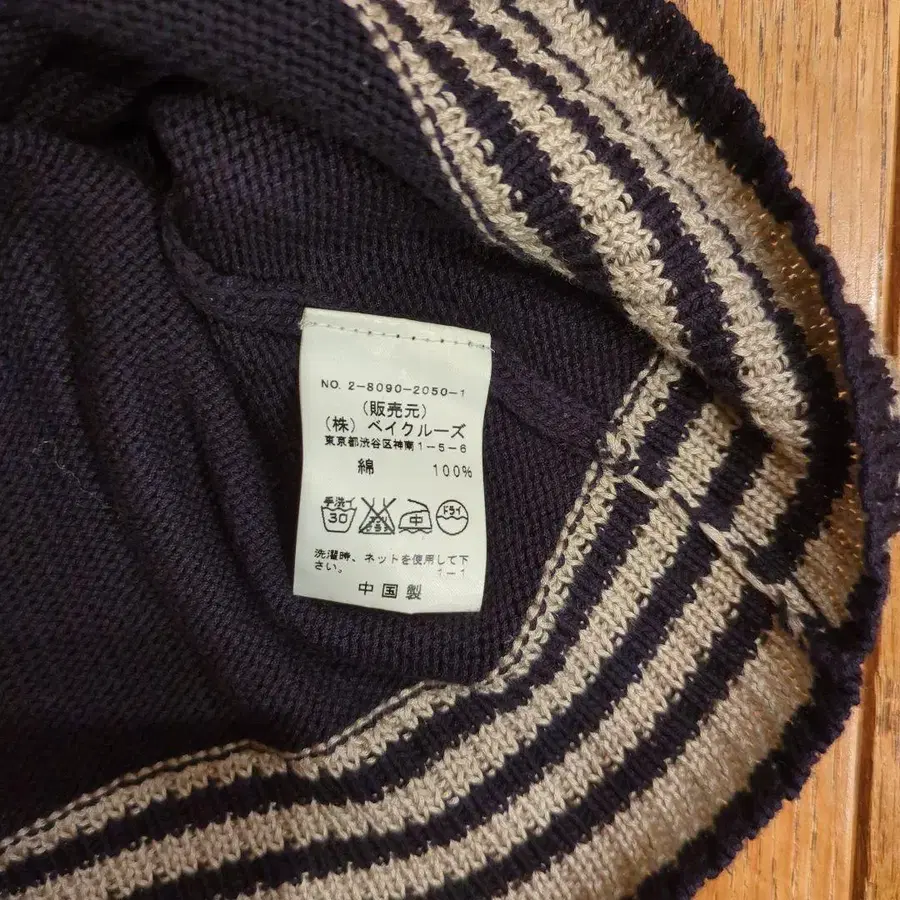 NO. 2-8090-2050-1
(販売元)
(株) ベイクルーズ
東京都渋谷区神南1-5-6
綿 100%
手洗イ 30 中 ドライ
洗濯時、ネットを使用して下
さい。 1-1
中国製